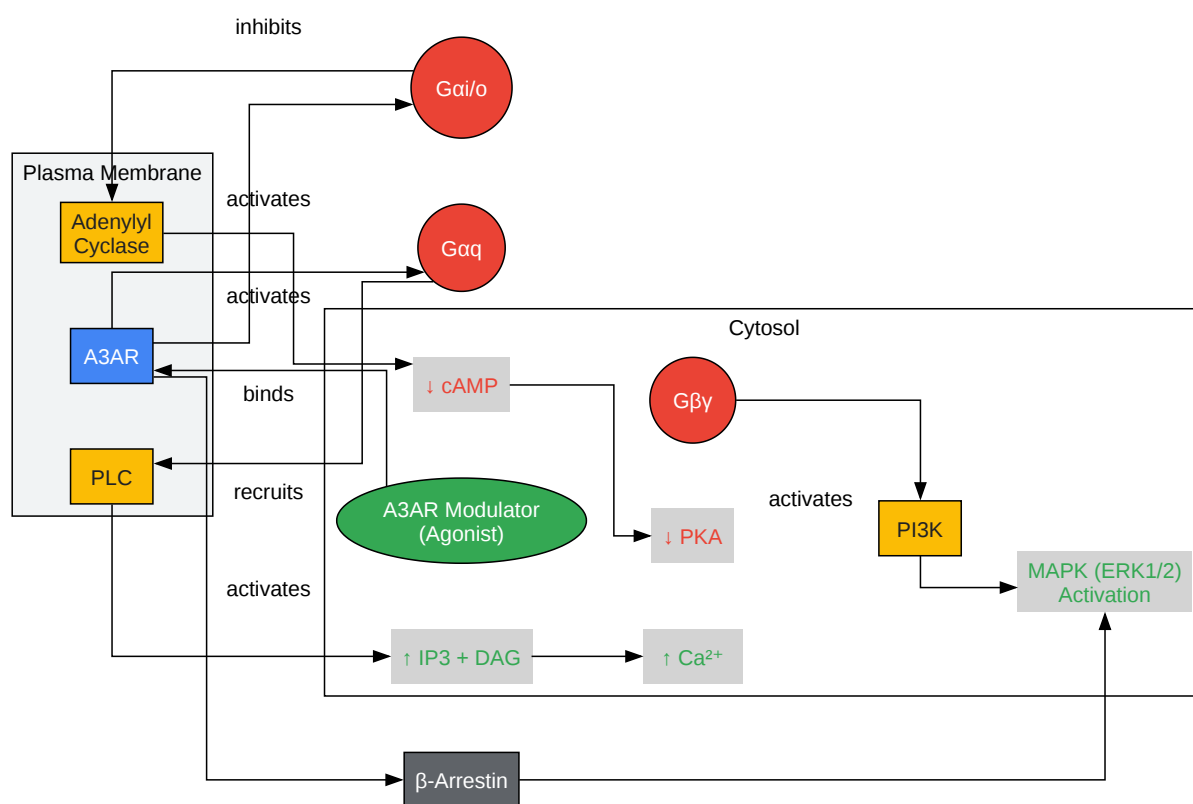 inhibits
Gαi/o
Plasma Membrane
Adenylyl
Cyclase
activates
Gαq
activates
Cytosol
A3AR
↓ cAMP
binds
Gβγ
PLC
recruits
A3AR Modulator
(Agonist)
activates
↓ PKA
PI3K
MAPK (ERK1/2)
Activation
activates
↑ IP3 + DAG
↑ Ca²⁺
β-Arrestin